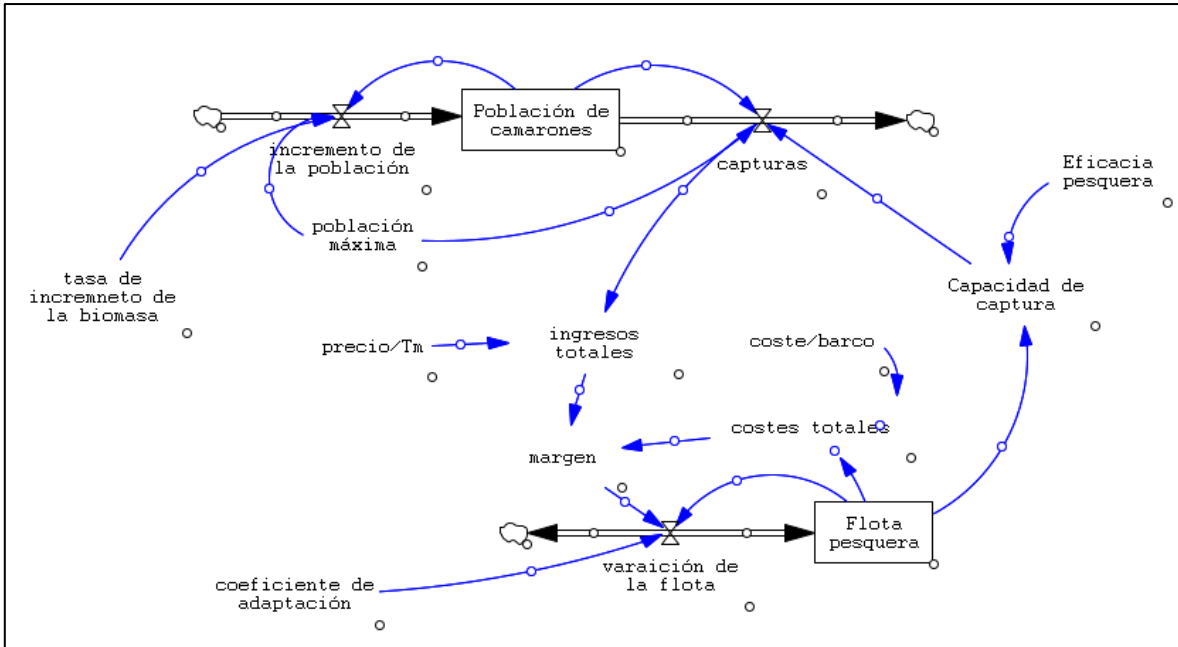 Población de
camarones
incremento de
la población
capturas
Eficacia
pesquera
población
máxima
tasa de
incremneto de
la biomasa
Capacidad de
captura
precio/Tm
ingresos
totales
coste/barco
costes totales
margen
Flota
pesquera
varaición de
la flota
coeficiente de
adaptación